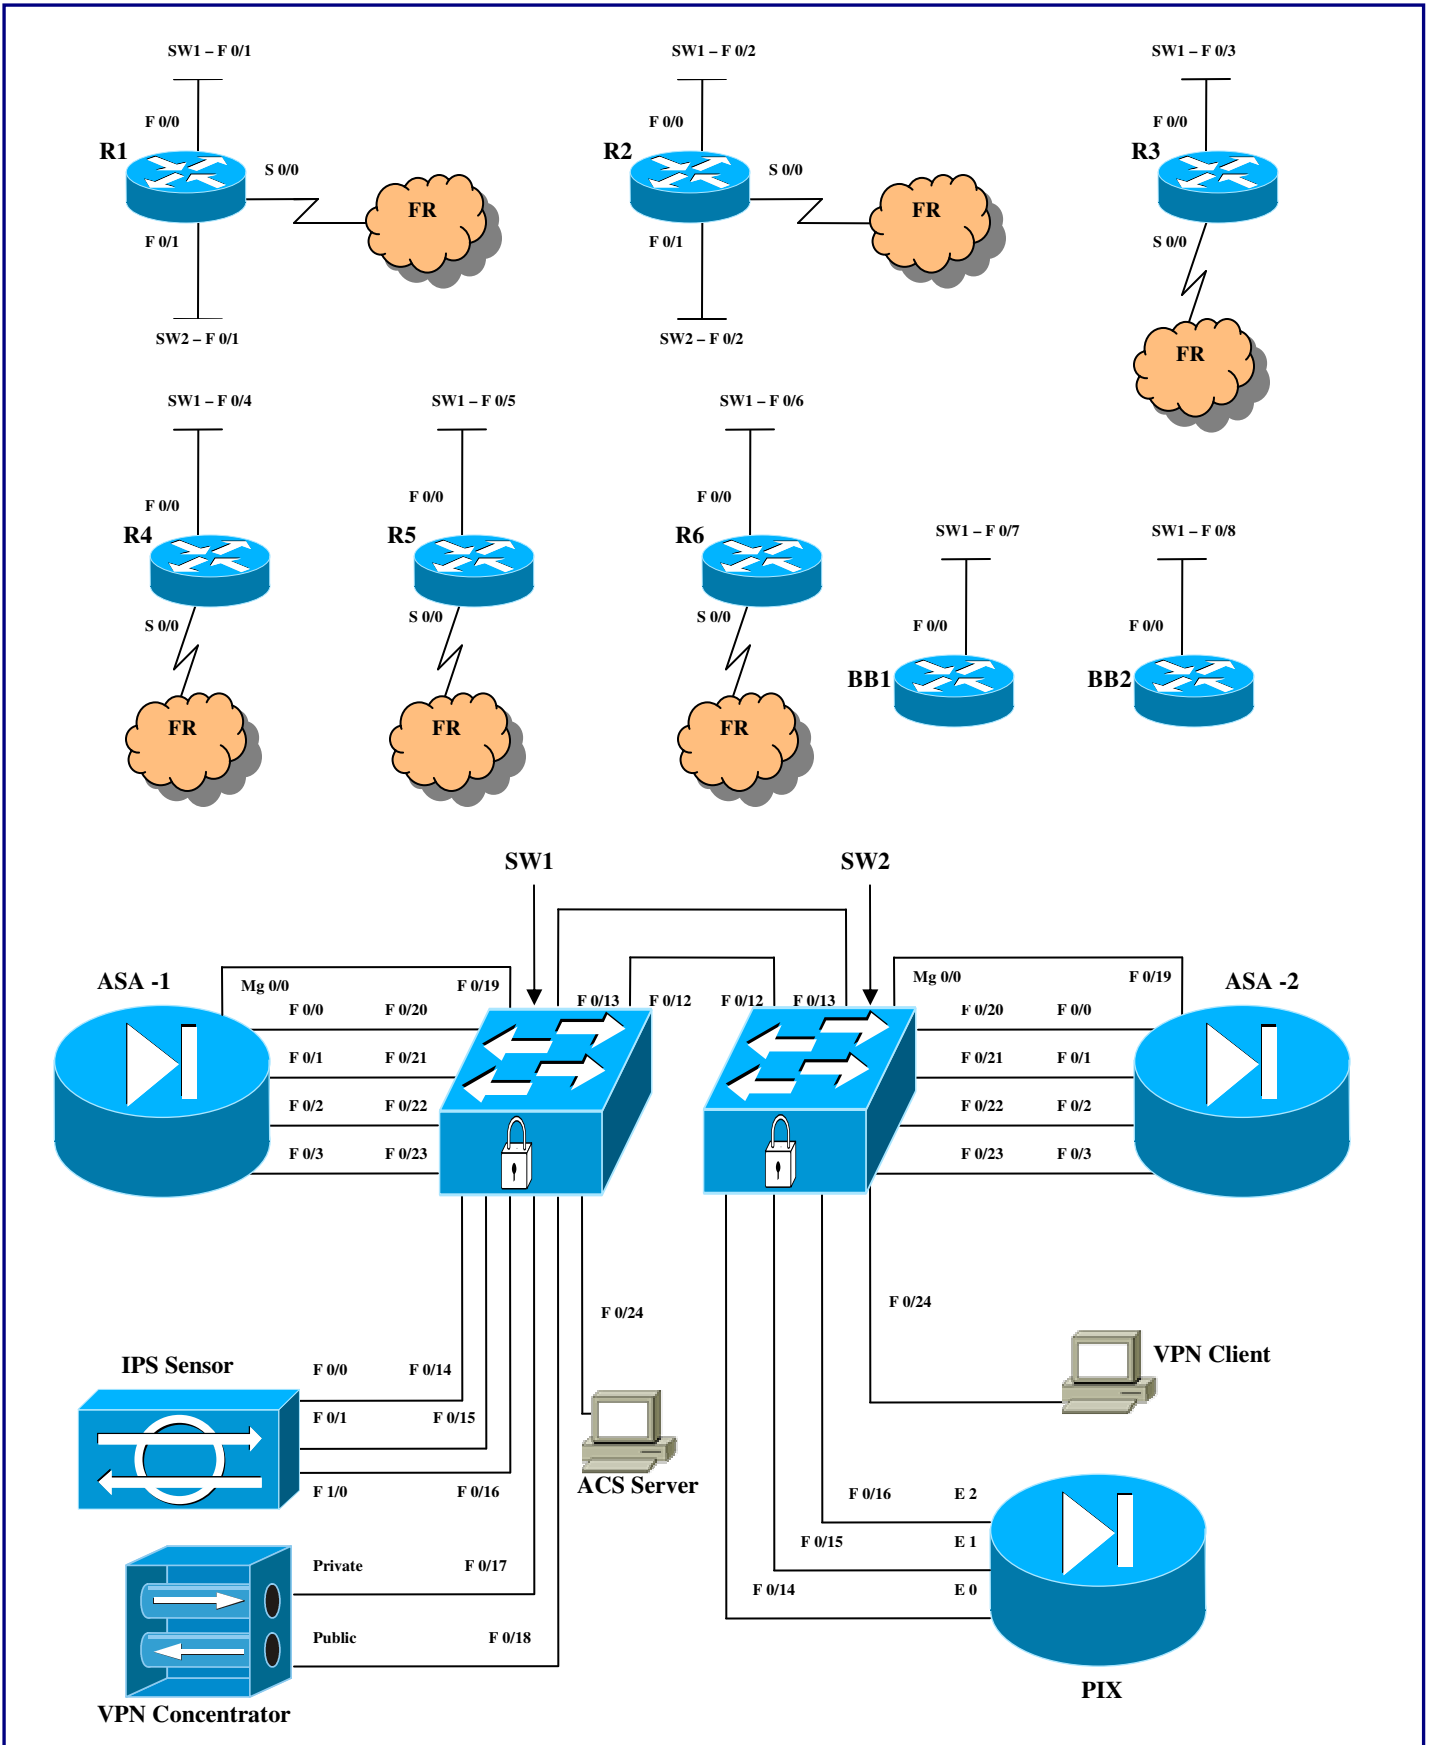 SW1 – F 0/1
SW1 – F 0/2
SW1 – F 0/3
F 0/0
F 0/0
F 0/0
R1
R2
R3
S 0/0
S 0/0
FR
FR
F 0/1
F 0/1
S 0/0
SW2 – F 0/1
SW2 – F 0/2
FR
SW1 – F 0/4
SW1 – F 0/5
SW1 – F 0/6
F 0/0
F 0/0
F 0/0
R4
R5
R6
SW1 – F 0/7
SW1 – F 0/8
S 0/0
S 0/0
S 0/0
F 0/0
F 0/0
BB1
BB2
FR
FR
FR
SW1
SW2
ASA -1
Mg 0/0
F 0/19
F 0/13
F 0/12
F 0/12
F 0/13
Mg 0/0
F 0/19
ASA -2
F 0/0
F 0/20
F 0/20
F 0/0
F 0/1
F 0/21
F 0/21
F 0/1
F 0/2
F 0/22
F 0/22
F 0/2
F 0/3
F 0/23
F 0/23
F 0/3
F 0/24
F 0/24
IPS Sensor
F 0/0
F 0/14
VPN Client
F 0/1
F 0/15
ACS Server
F 1/0
F 0/16
F 0/16
E 2
F 0/15
E 1
Private
F 0/17
F 0/14
E 0
Public
F 0/18
PIX
VPN Concentrator